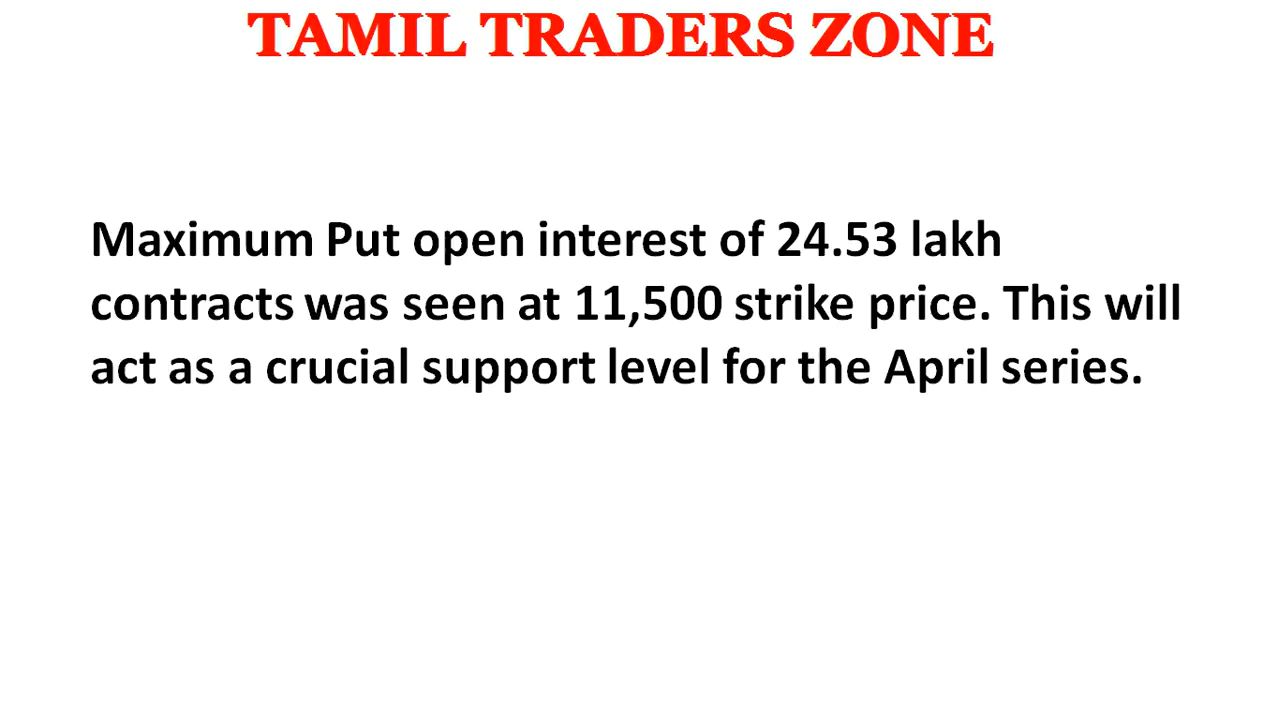 TAMIL TRADERS ZONE
Maximum Put open interest of 24.53 lakh
contracts was seen at 11,500 strike price. This will
act as a crucial support level for the April series.